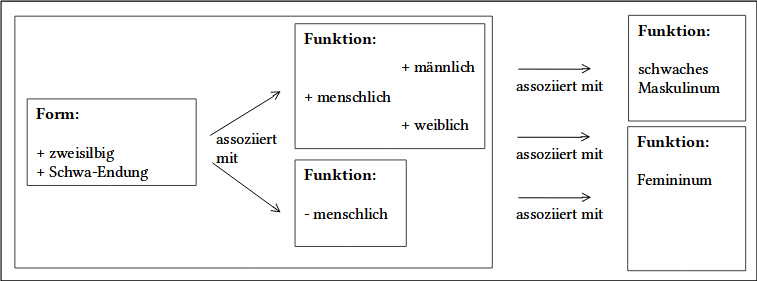 Form:
+ zweisilbig
+ Schwa-Endung
assoziiert
mit
Funktion:
+ männlich
+ menschlich
+ weiblich
Funktion:
- menschlich
assoziiert mit
assoziiert mit
assoziiert mit
Funktion:
schwaches
Maskulinum
Funktion:
Femininum